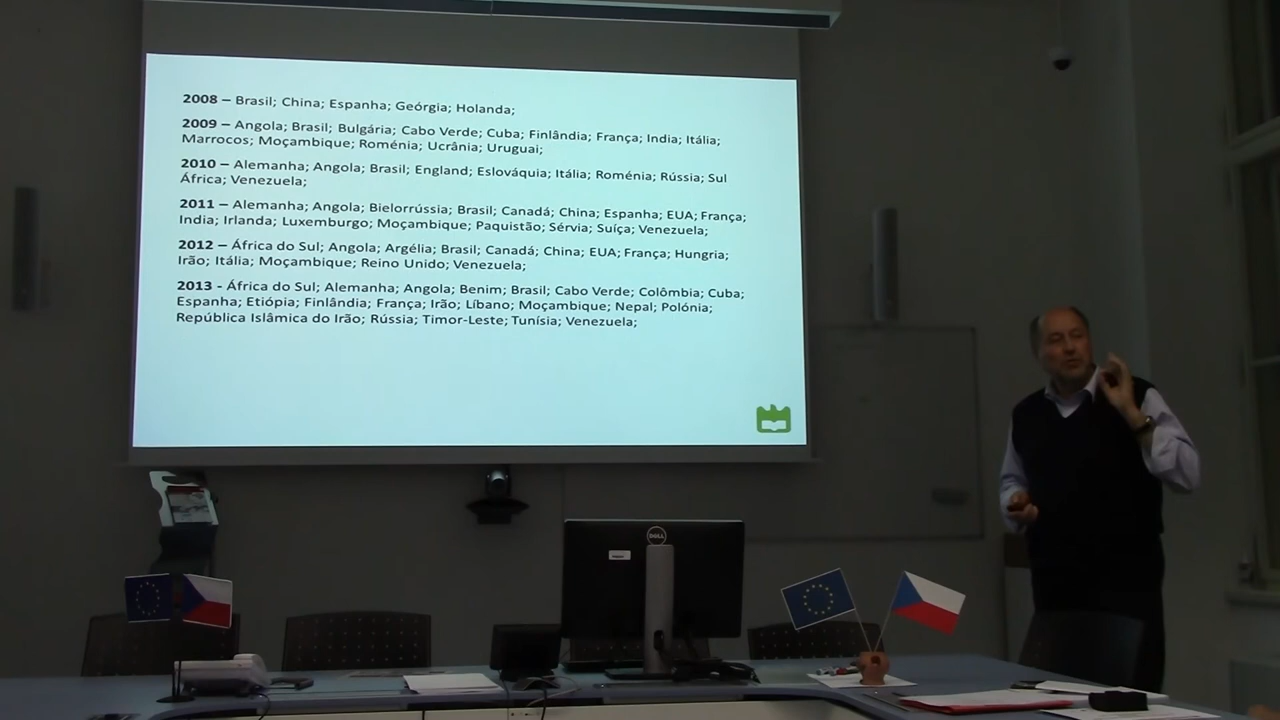 2008 – Brasil; China; Espanha; Geórgia; Holanda;
2009 – Angola; Brasil; Bulgária; Cabo Verde; Cuba; Finlândia; França; India; Itália;
Marrocos; Moçambique; Roménia; Ucrânia; Uruguai;
2010 – Alemanha; Angola; Brasil; England; Eslováquia; Itália; Roménia; Rússia; Sul
África; Venezuela;
2011 – Alemanha; Angola; Bielorrússia; Brasil; Canadá; China; Espanha; EUA; França;
India; Irlanda; Luxemburgo; Moçambique; Paquistão; Sérvia; Suíça; Venezuela;
2012 – África do Sul; Angola; Argélia; Brasil; Canadá; China; EUA; França; Hungria;
Irão; Itália; Moçambique; Reino Unido; Venezuela;
2013 - África do Sul; Alemanha; Angola; Benim; Brasil; Cabo Verde; Colômbia; Cuba;
Espanha; Etiópia; Finlândia; França; Irão; Líbano; Moçambique; Nepal; Polónia;
República Islâmica do Irão; Rússia; Timor-Leste; Tunísia; Venezuela;
DELL